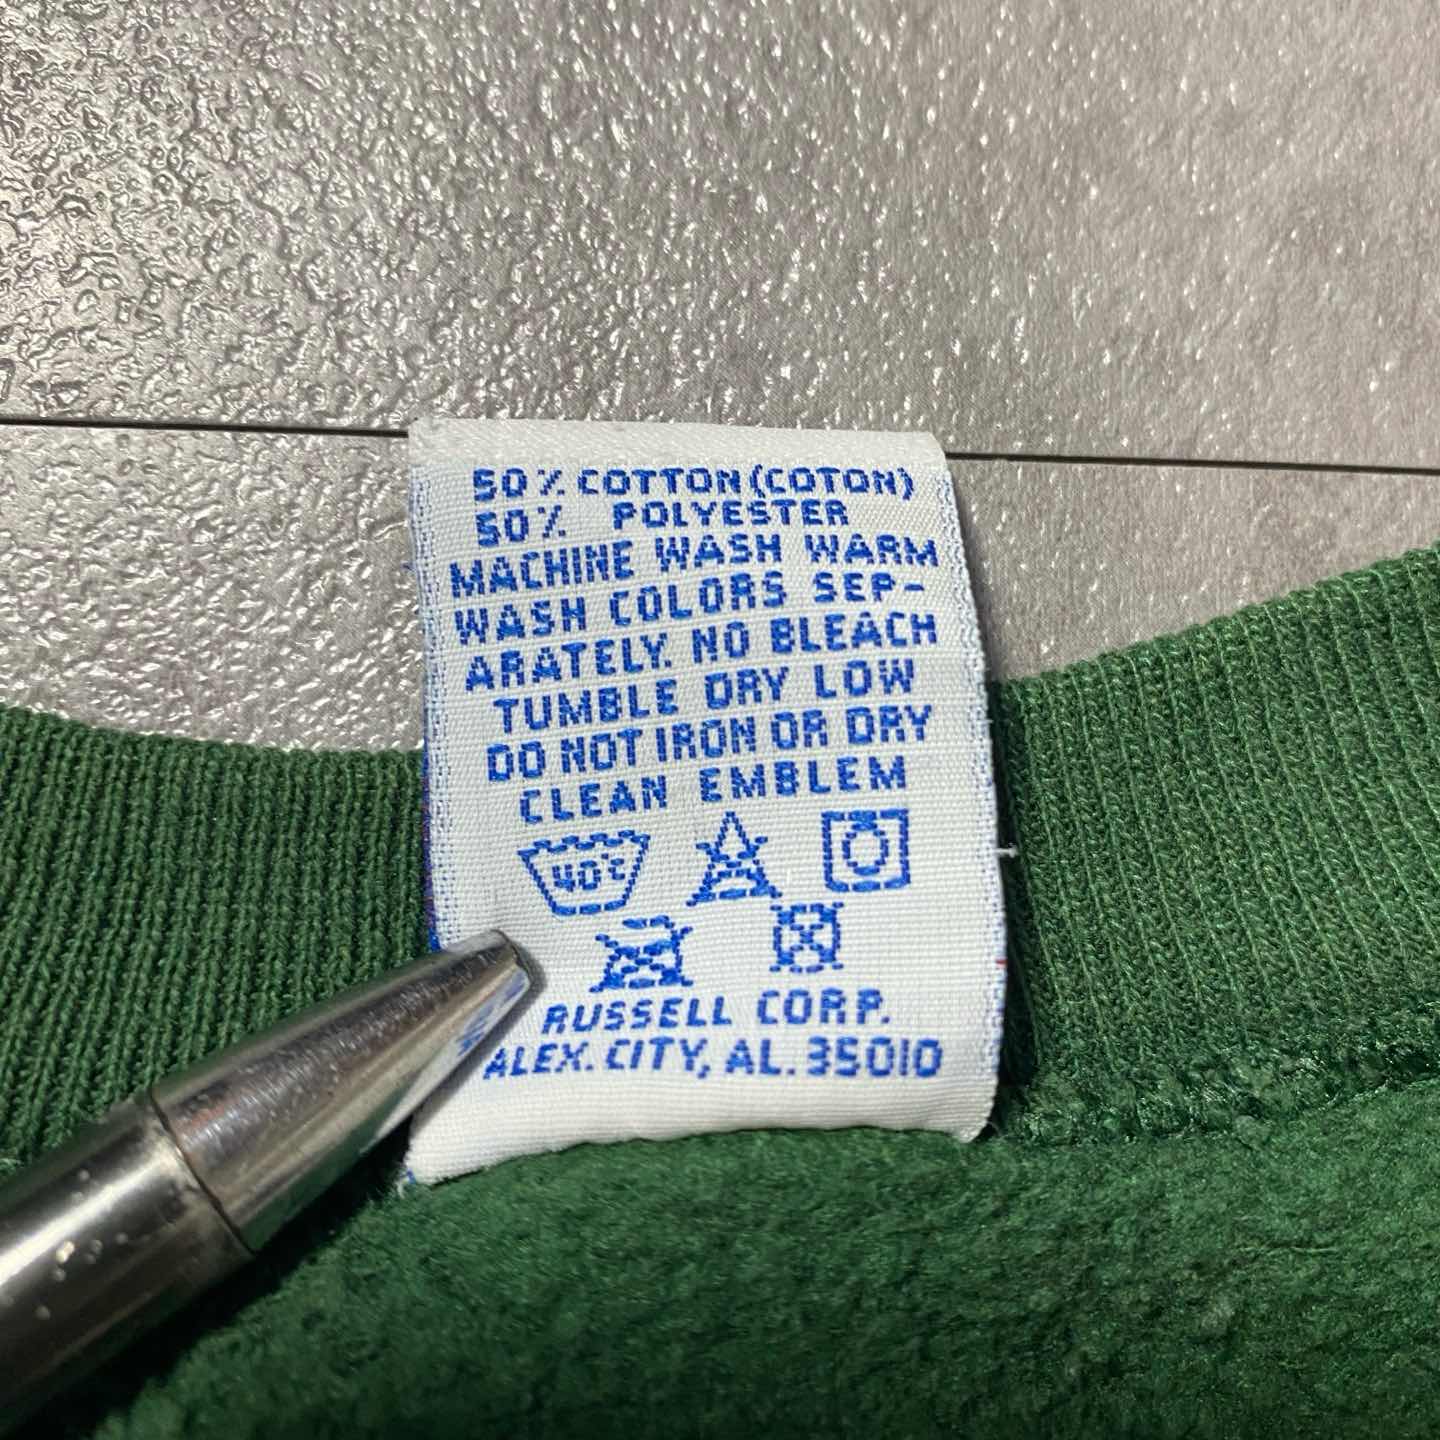 50% COTTON (COTON)
50% POLYESTER
MACHINE WASH WARM
WASH COLORS SEP-
ARATELY. NO BLEACH
TUMBLE DRY LOW
DO NOT IRON OR DRY
CLEAN EMBLEM
40°C
RUSSELL CORP.
ALEX. CITY, AL. 35010